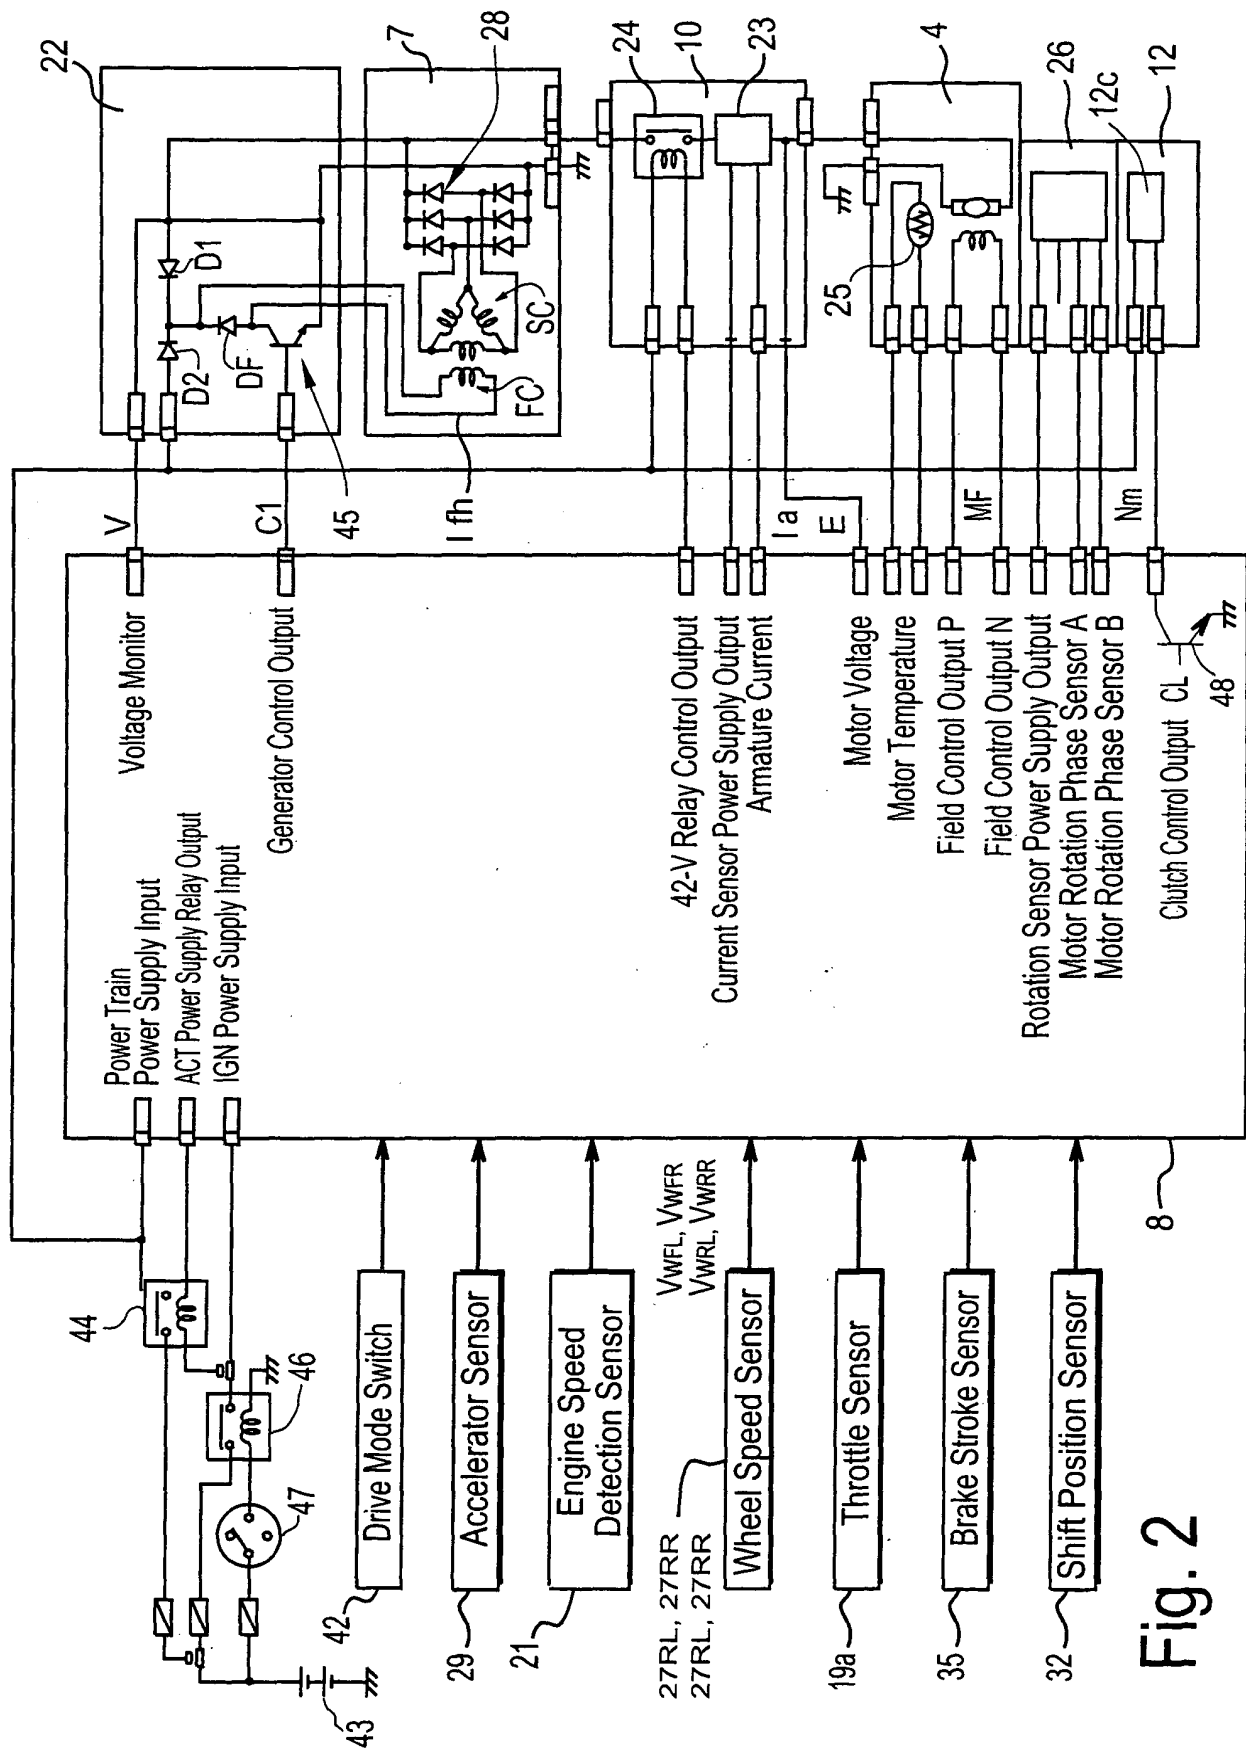 22
7
28
24
10
23
4
26
12c
12
D1
D2
DF
SC
FC
25
V
C1
45
I fh
I a
E
MF
Nm
Voltage Monitor
Generator Control Output
42-V Relay Control Output
Current Sensor Power Supply Output
Armature Current
Motor Voltage
Motor Temperature
Field Control Output P
Field Control Output N
Rotation Sensor Power Supply Output
Motor Rotation Phase Sensor A
Motor Rotation Phase Sensor B
Clutch Control Output CL
48
Power Train
Power Supply Input
ACT Power Supply Relay Output
IGN Power Supply Input
8
44
46
47
43
VWFL, VWFR
VWRL, VWRR
Drive Mode Switch
42
Accelerator Sensor
29
Engine Speed
Detection Sensor
21
Wheel Speed Sensor
27RL, 27RR
27RL, 27RR
Throttle Sensor
19a
Brake Stroke Sensor
35
Shift Position Sensor
32
Fig. 2